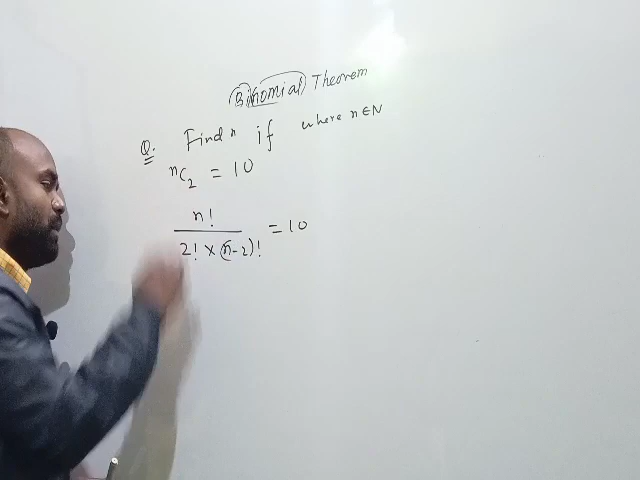 Binomial Theorem
Q: Find n if where n ∈ N
ⁿC₂ = 10
n!
2! × (n-2)! = 10